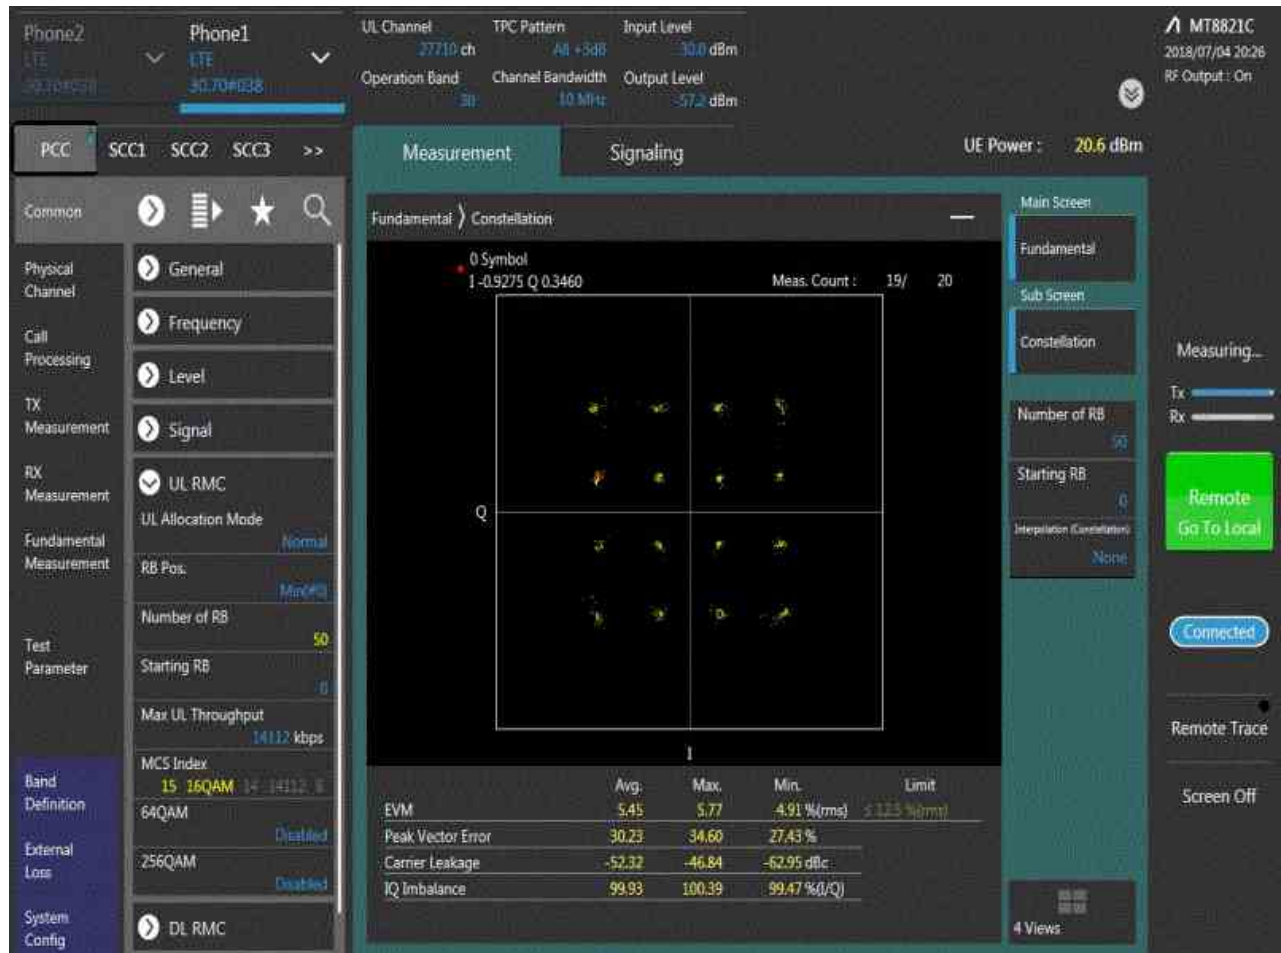 Phone2
LTE
Phone1
LTE
30.70#038
UL Channel
27710 ch
TPC Pattern
All +3dB
Input Level
30.0 dBm
Operation Band
30
Channel Bandwidth
10 MHz
Output Level
-57.2 dBm
MT8821C
2018/07/04 20:26
RF Output : On
PCC SCC1 SCC2 SCC3 >>
Measurement
Signaling
UE Power : 20.6 dBm
Common
Physical
Channel
Call
Processing
TX
Measurement
RX
Measurement
Fundamental
Measurement
Test
Parameter
Band
Definition
External
Loss
System
Config
General
Frequency
Level
Signal
UL RMC
UL Allocation Mode
Normal
RB Pos.
Min(#0)
Number of RB
50
Starting RB
0
Max UL Throughput
14112 kbps
MCS Index
15 16QAM 14 14112 6
64QAM
Disabled
256QAM
Disabled
DL RMC
Fundamental 〉 Constellation
0 Symbol
I -0.9275 Q 0.3460
Meas. Count : 19/ 20
Q
I
Avg. Max. Min. Limit
EVM 5.45 5.77 4.91 %(rms) ≤ 12.5 %(rms)
Peak Vector Error 30.23 34.60 27.43 %
Carrier Leakage -52.32 -46.84 -62.95 dBc
IQ Imbalance 99.93 100.39 99.47 %(I/Q)
Main Screen
Fundamental
Sub Screen
Constellation
Number of RB
50
Starting RB
0
Interpolation (Constellation)
None
4 Views
Measuring...
Tx
Rx
Remote
Go To Local
Connected
Remote Trace
Screen Off